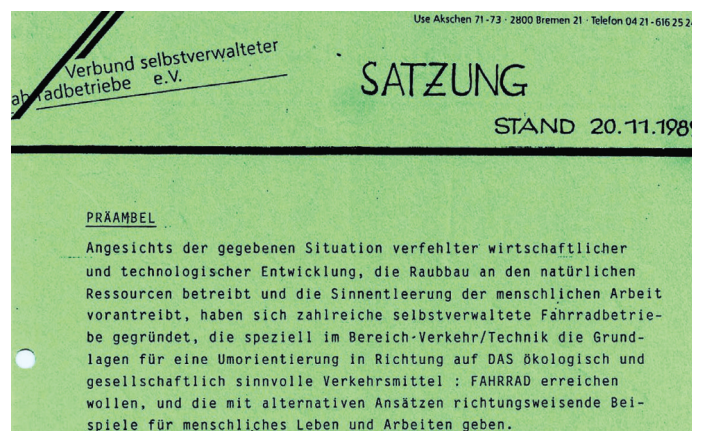 Use Akschen 71-73 · 2800 Bremen 21 · Telefon 04 21 - 616 25 2
Verbund selbstverwalteter
radbetriebe e.V.
SATZUNG
STAND 20.11.1989
PRÄAMBEL
Angesichts der gegebenen Situation verfehlter wirtschaftlicher
und technologischer Entwicklung, die Raubbau an den natürlichen
Ressourcen betreibt und die Sinnentleerung der menschlichen Arbeit
vorantreibt, haben sich zahlreiche selbstverwaltete Fahrradbetrie-
be gegründet, die speziell im Bereich-Verkehr/Technik die Grund-
lagen für eine Umorientierung in Richtung auf DAS ökologisch und
gesellschaftlich sinnvolle Verkehrsmittel : FAHRRAD erreichen
wollen, und die mit alternativen Ansätzen richtungsweisende Bei-
spiele für menschliches Leben und Arbeiten geben.